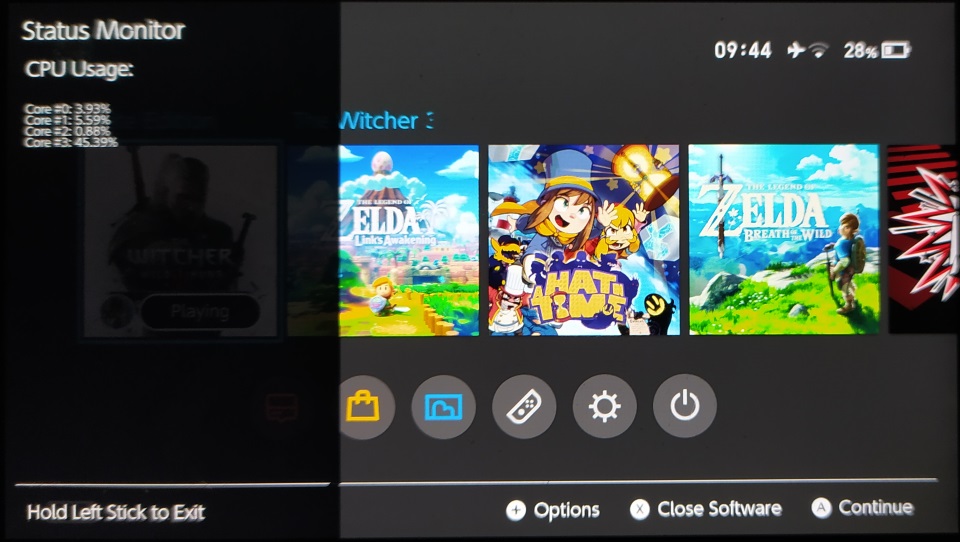 Status Monitor
09:44
28%
CPU Usage:
Core #0: 3.93%
Core #1: 5.59%
Core #2: 0.88%
Core #3: 45.39%
Witcher 3
THE LEGEND OF
ZELDA
Link's Awakening
HAT
IN TIME
THE LEGEND OF
ZELDA
BREATH OF THE WILD
WITCHER
Playing
Hold Left Stick to Exit
+ Options
X Close Software
A Continue